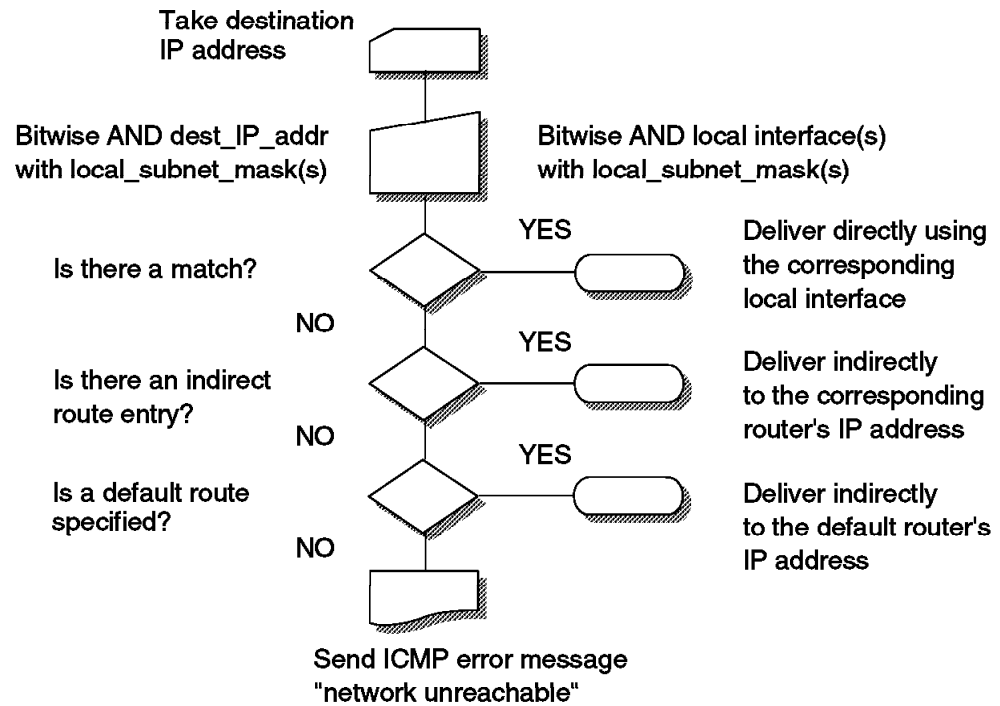 Take destination
IP address
Bitwise AND dest_IP_addr
with local_subnet_mask(s)
Bitwise AND local interface(s)
with local_subnet_mask(s)
Is there a match?
YES
Deliver directly using
the corresponding
local interface
NO
Is there an indirect
route entry?
YES
Deliver indirectly
to the corresponding
router's IP address
NO
Is a default route
specified?
YES
Deliver indirectly
to the default router's
IP address
NO
Send ICMP error message
"network unreachable"